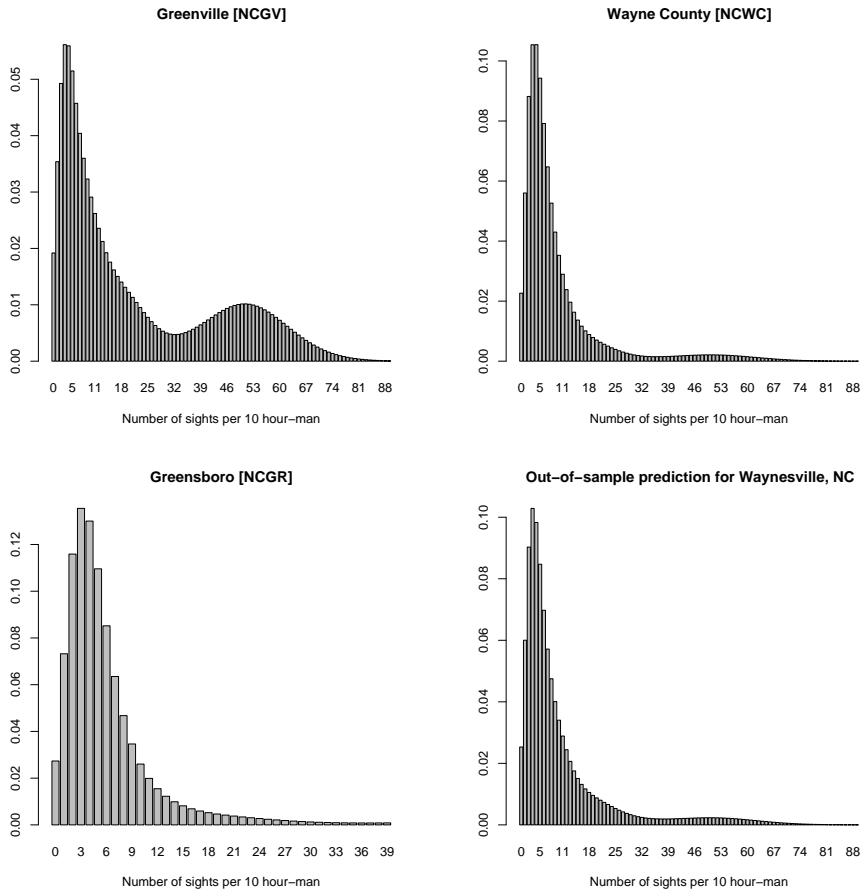 Greenville [NCGV]
0.00 0.01 0.02 0.03 0.04 0.05
0 5 11 18 25 32 39 46 53 60 67 74 81 88
Number of sights per 10 hour−man
Wayne County [NCWC]
0.00 0.02 0.04 0.06 0.08 0.10
0 5 11 18 25 32 39 46 53 60 67 74 81 88
Number of sights per 10 hour−man
Greensboro [NCGR]
0.00 0.02 0.04 0.06 0.08 0.10 0.12
0 3 6 9 12 15 18 21 24 27 30 33 36 39
Number of sights per 10 hour−man
Out−of−sample prediction for Waynesville, NC
0.00 0.02 0.04 0.06 0.08 0.10
0 5 11 18 25 32 39 46 53 60 67 74 81 88
Number of sights per 10 hour−man